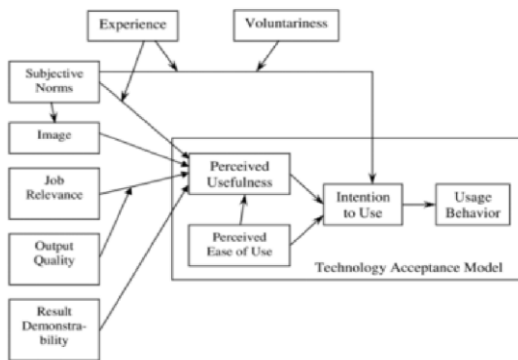 Experience
Voluntariness
Subjective
Norms
Image
Job
Relevance
Output
Quality
Result
Demonstra-
bility
Perceived
Usefulness
Perceived
Ease of Use
Intention
to Use
Usage
Behavior
Technology Acceptance Model